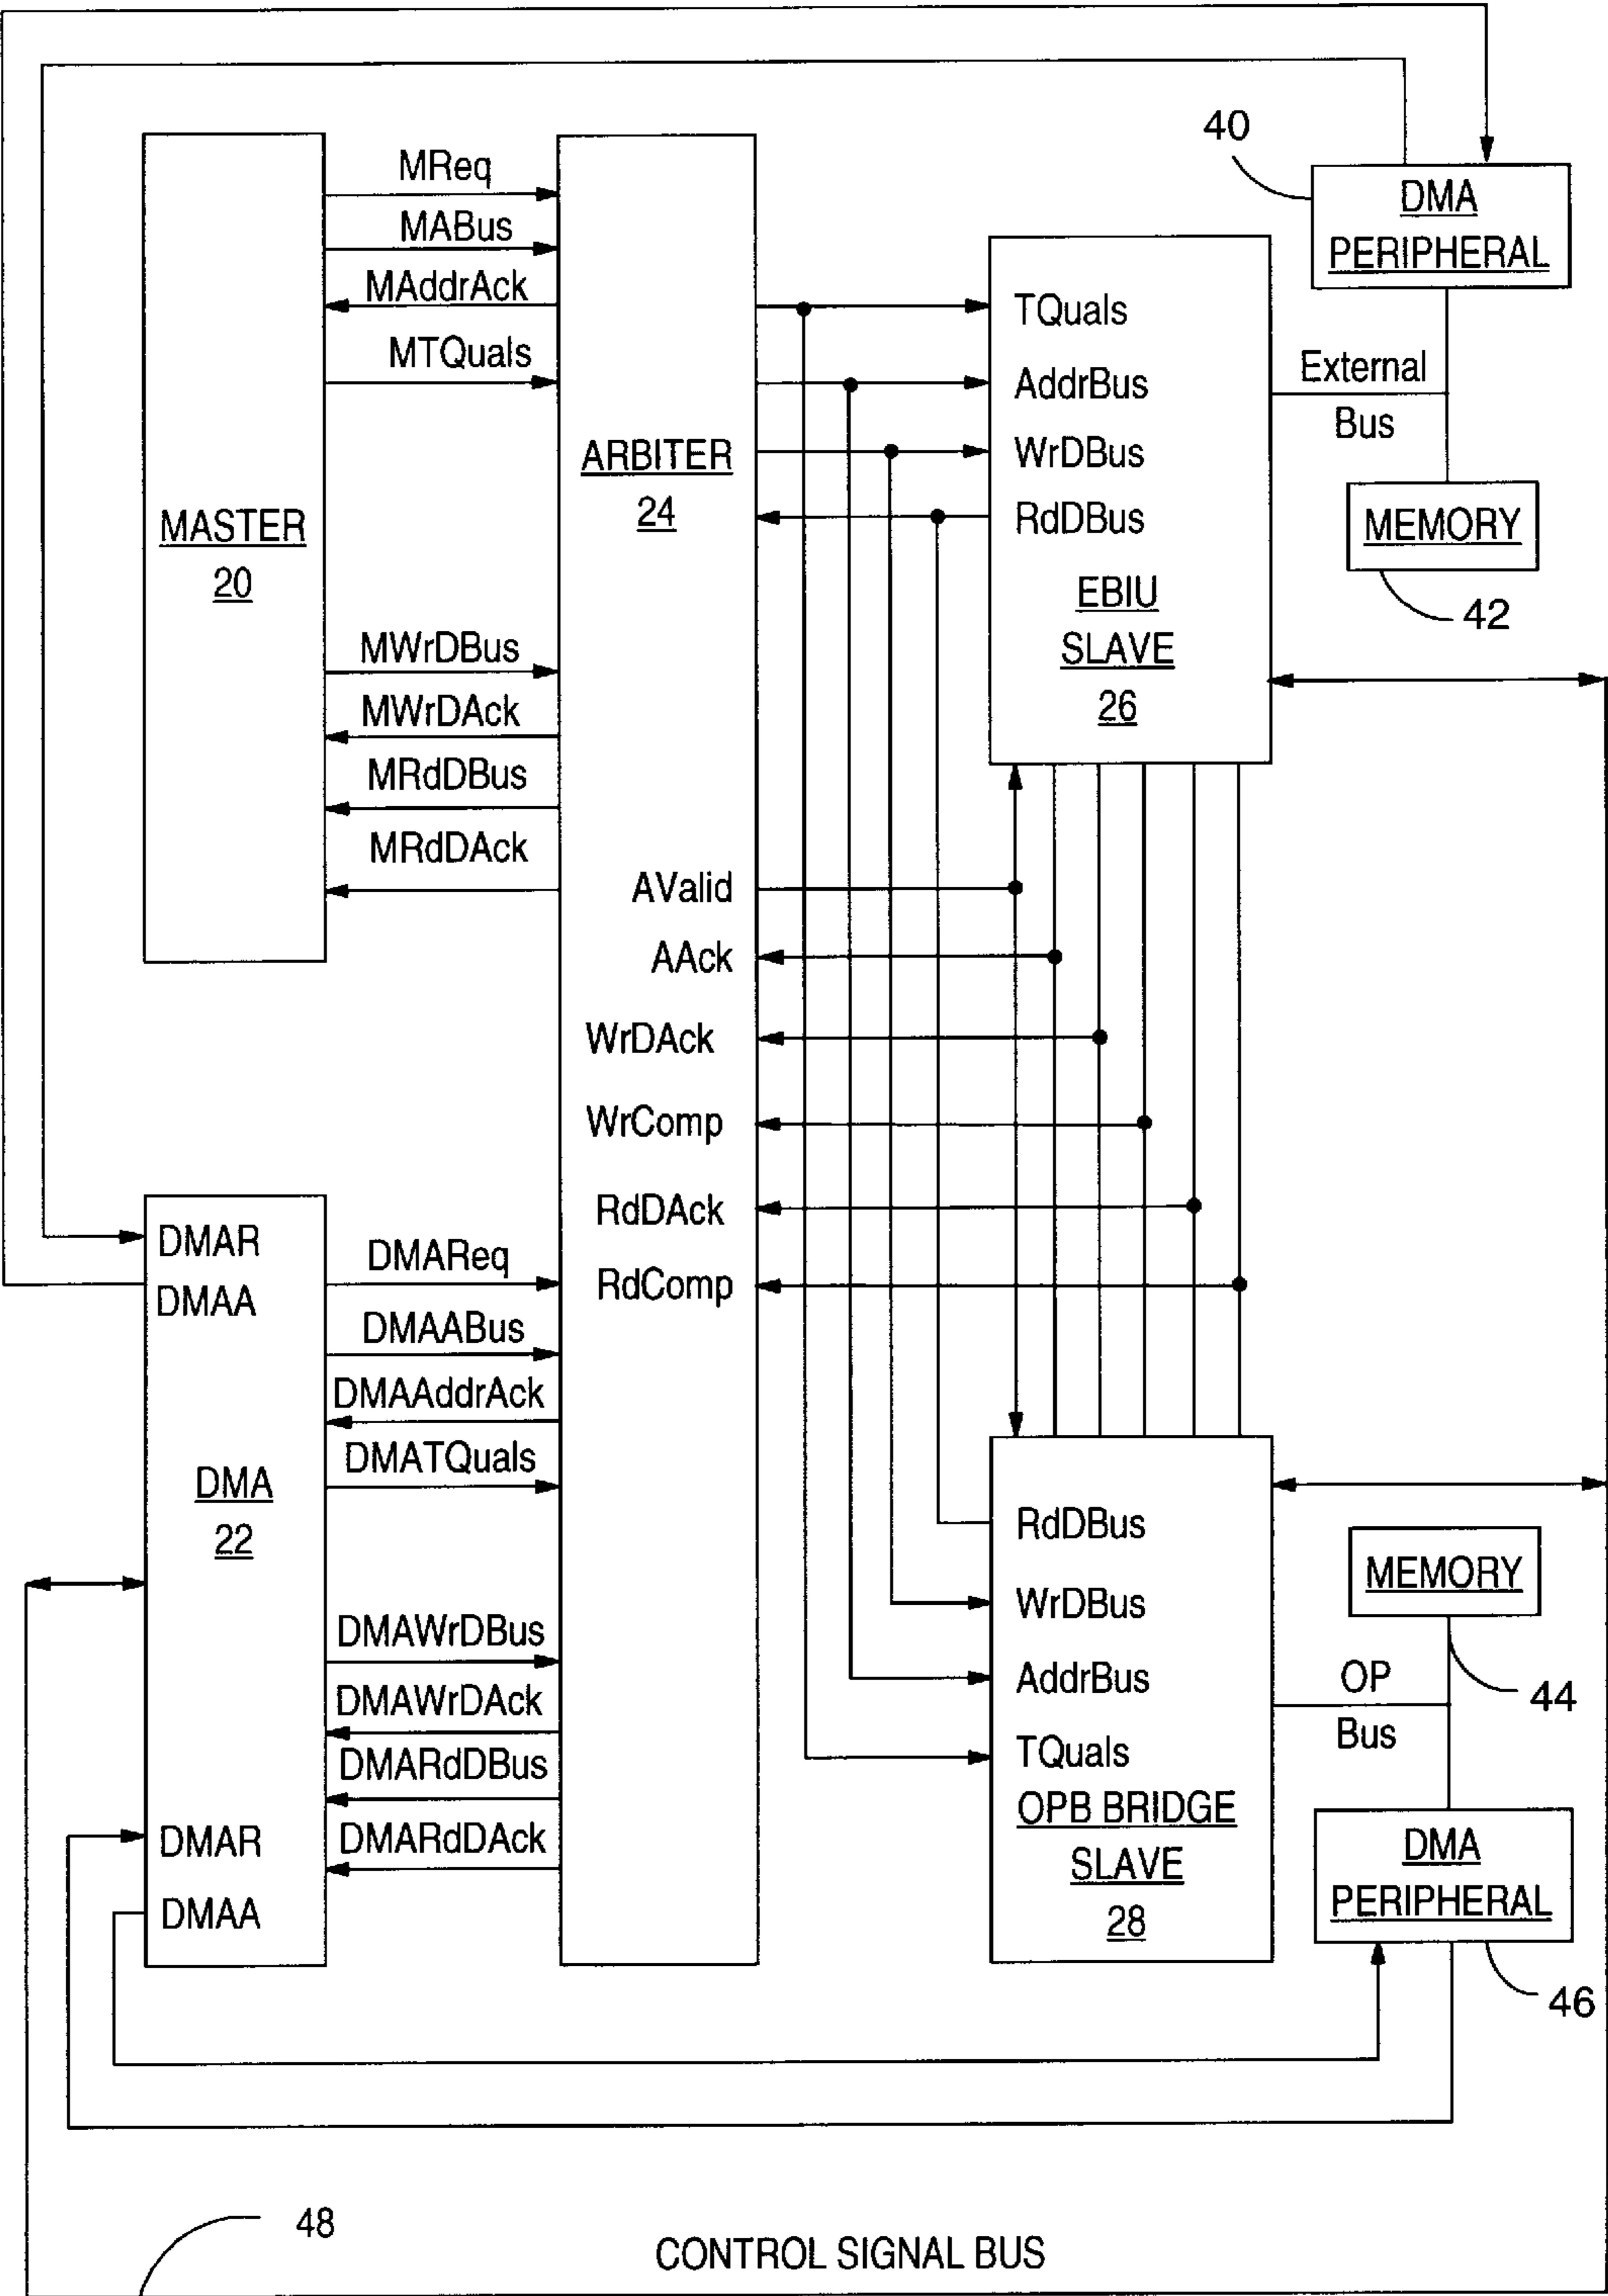 40
DMA
PERIPHERAL
MReq
MABus
MAddrAck
MTQuals
MASTER
20
MWrDBus
MWrDAck
MRdDBus
MRdDAck
ARBITER
24
AValid
AAck
WrDAck
WrComp
RdDAck
RdComp
TQuals
AddrBus
WrDBus
RdDBus
EBIU
SLAVE
26
External
Bus
MEMORY
42
DMAR
DMAA
DMA
22
DMAR
DMAA
DMAReq
DMAABus
DMAAddrAck
DMATQuals
DMAWrDBus
DMAWrDAck
DMARdDBus
DMARdDAck
RdDBus
WrDBus
AddrBus
TQuals
OPB BRIDGE
SLAVE
28
MEMORY
44
OP
Bus
DMA
PERIPHERAL
46
48
CONTROL SIGNAL BUS